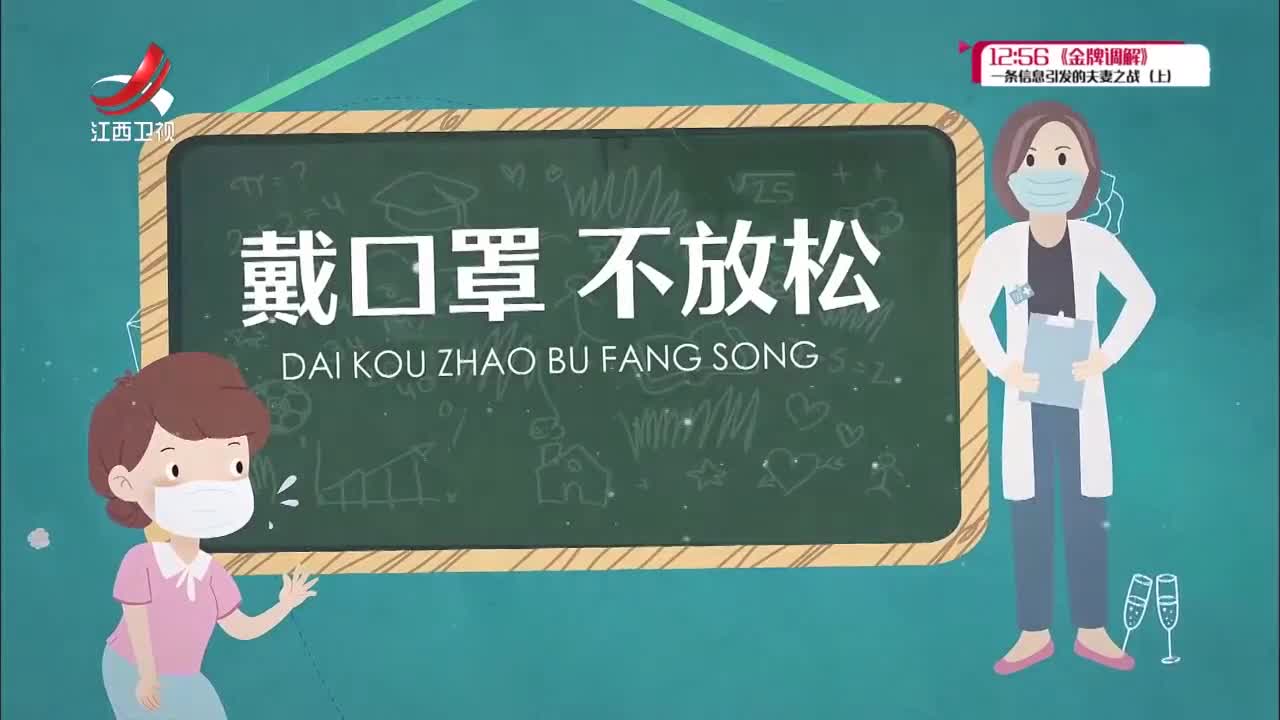 江西卫视
12:56《金牌调解》
一条信息引发的夫妻之战（上）
π=?
√25
戴口罩 不放松
DAI KOU ZHAO BU FANG SONG